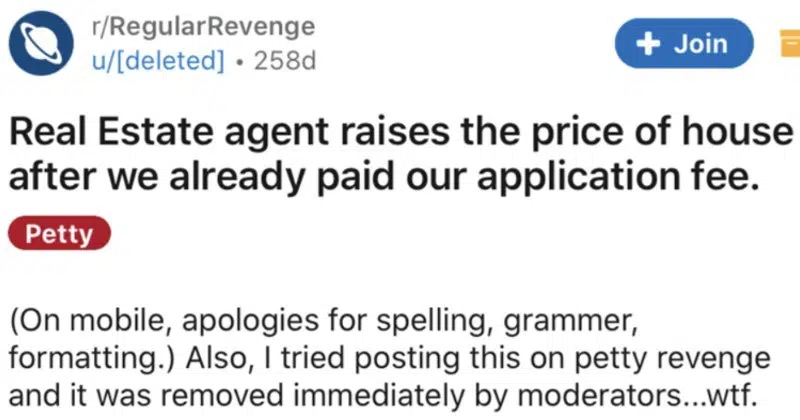 r/RegularRevenge
u/[deleted] • 258d
+ Join
Real Estate agent raises the price of house
after we already paid our application fee.
Petty
(On mobile, apologies for spelling, grammer,
formatting.) Also, I tried posting this on petty revenge
and it was removed immediately by moderators...wtf.